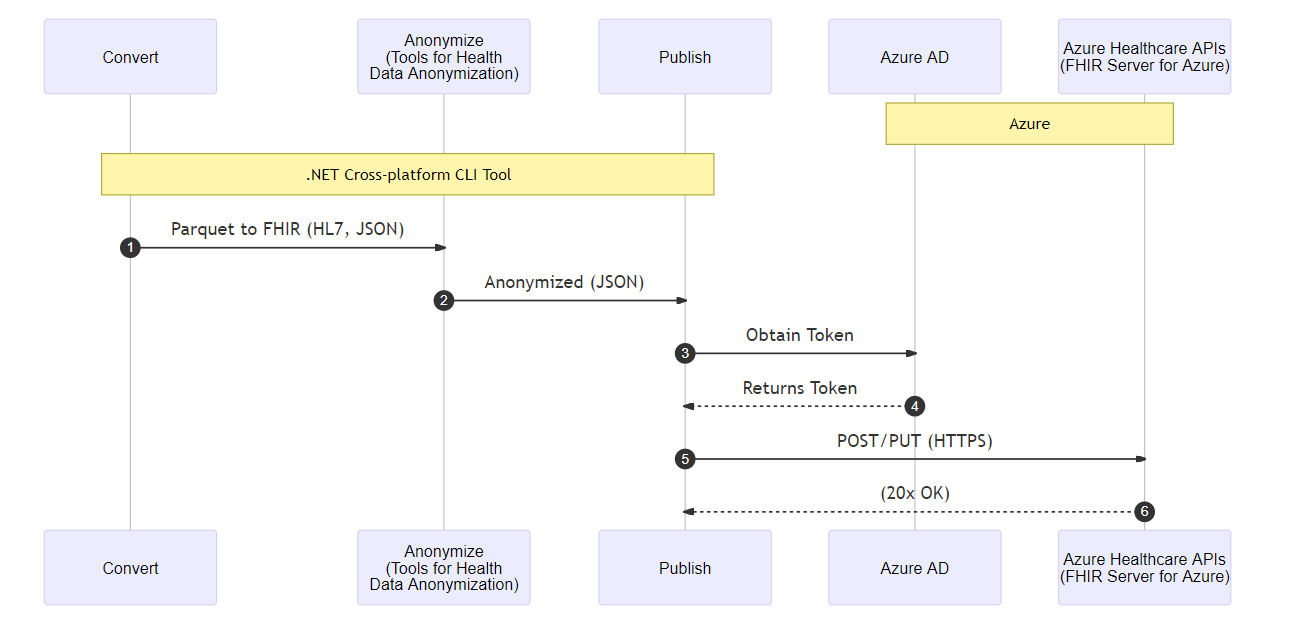 Convert
Anonymize
(Tools for Health
Data Anonymization)
Publish
Azure AD
Azure Healthcare APIs
(FHIR Server for Azure)
Azure
.NET Cross-platform CLI Tool
Parquet to FHIR (HL7, JSON)
1
Anonymized (JSON)
2
Obtain Token
3
Returns Token
4
POST/PUT (HTTPS)
5
(20x OK)
6
Convert
Anonymize
(Tools for Health
Data Anonymization)
Publish
Azure AD
Azure Healthcare APIs
(FHIR Server for Azure)